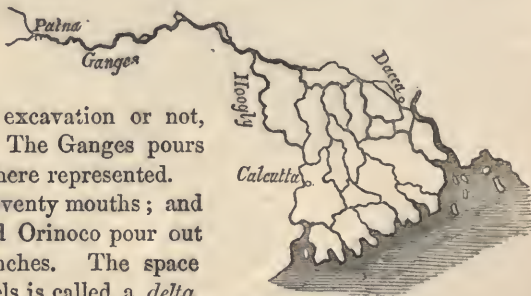 Patna
Ganges
Hoogly
Dacca
Calcutta
excavation or not,
The Ganges pours
here represented.
venty mouths; and
d Orinoco pour out
nches. The space
els is called a delta.